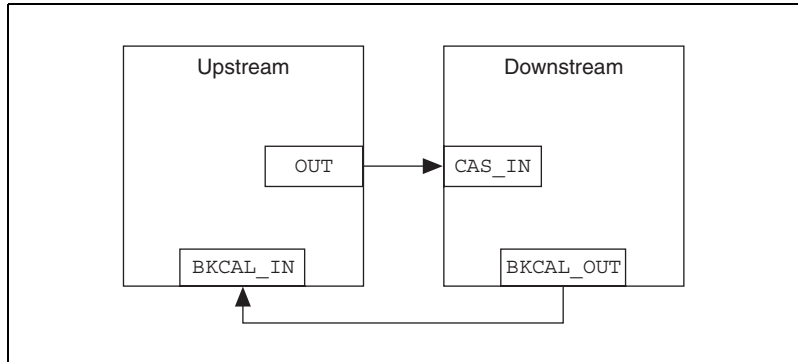 Upstream
Downstream
OUT
CAS_IN
BKCAL_IN
BKCAL_OUT